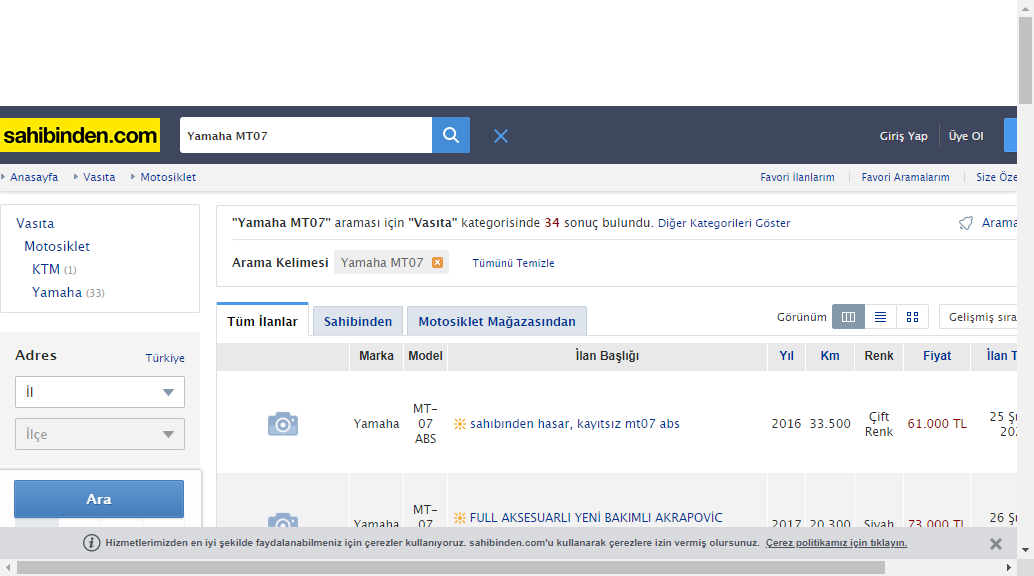 sahibinden.com
Yamaha MT07
Giriş Yap
Üye Ol
Anasayfa
Vasıta
Motosiklet
Favori İlanlarım
Favori Aramalarım
Size Öze
Vasıta
Motosiklet
KTM (1)
Yamaha (33)
"Yamaha MT07" araması için "Vasıta" kategorisinde 34 sonuç bulundu. Diğer Kategorileri Göster
Arama
Arama Kelimesi
Yamaha MT07
Tümünü Temizle
Tüm İlanlar
Sahibinden
Motosiklet Mağazasından
Görünüm
Gelişmiş sıra
Adres
Türkiye
İl
İlçe
Ara
Marka Model İlan Başlığı Yıl Km Renk Fiyat İlan T
Yamaha
MT-
07
ABS
sahıbınden hasar, kayıtsız mt07 abs
2016
33.500
Çift
Renk
61.000 TL
25 Şu
20
Yamaha
MT-
07
FULL AKSESUARLI YENİ BAKIMLI AKRAPOVİC
2017
20.300
Siyah
73.000 TL
26 Şu
Hizmetlerimizden en iyi şekilde faydalanabilmeniz için çerezler kullanıyoruz. sahibinden.com'u kullanarak çerezlere izin vermiş olursunuz. Çerez politikamız için tıklayın.